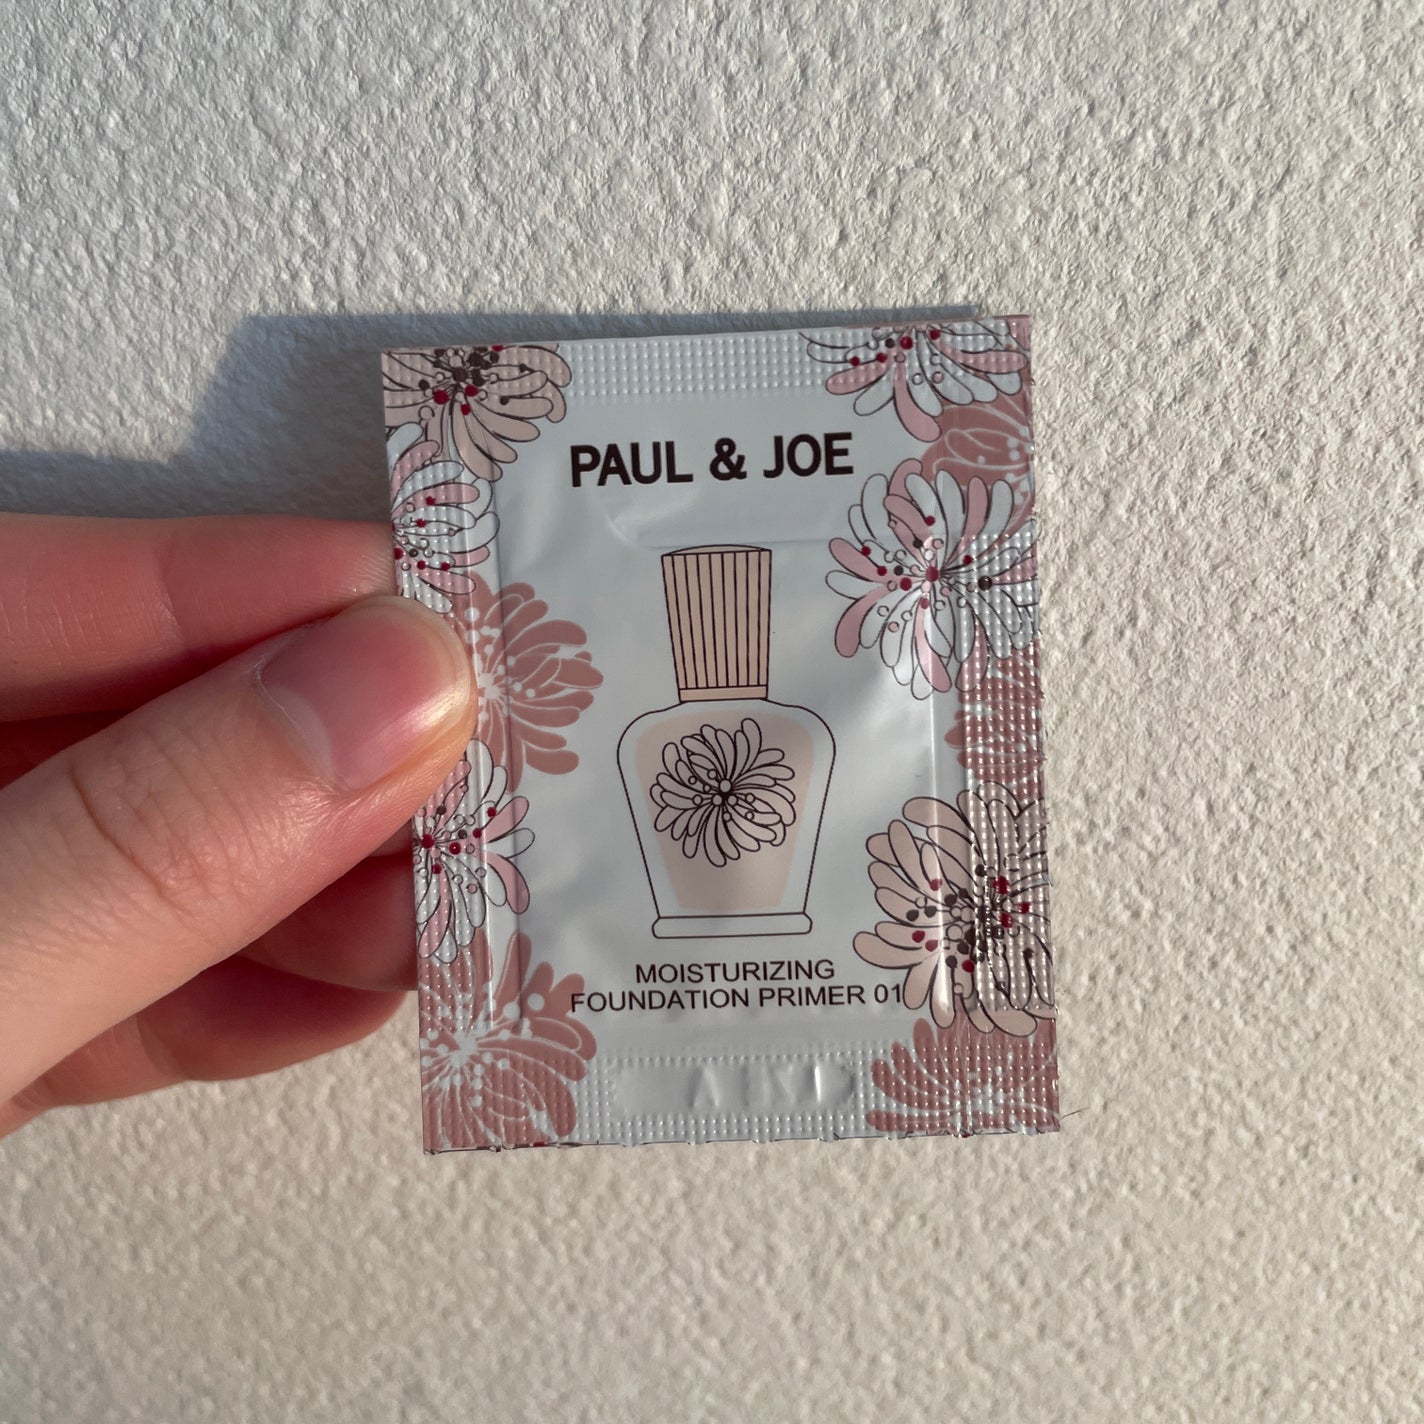 PAUL & JOE
MOISTURIZING
FOUNDATION PRIMER 01